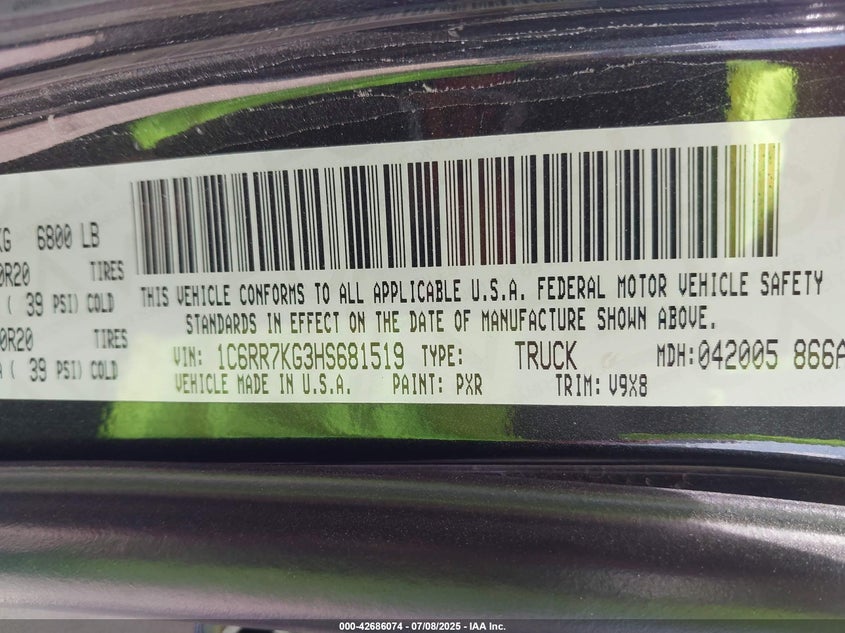 KG 6800 LB
0R20 TIRES
( 39 PSI) COLD
0R20 TIRES
( 39 PSI) COLD
THIS VEHICLE CONFORMS TO ALL APPLICABLE U.S.A. FEDERAL MOTOR VEHICLE SAFETY
STANDARDS IN EFFECT ON THE DATE OF MANUFACTURE SHOWN ABOVE.
VIN: 1C6RR7KG3HS681519 TYPE: TRUCK MDH:042005 866A
VEHICLE MADE IN U.S.A. PAINT: PXR TRIM: V9X8
000-42686074 / 07/08/2025 - IAA Inc.